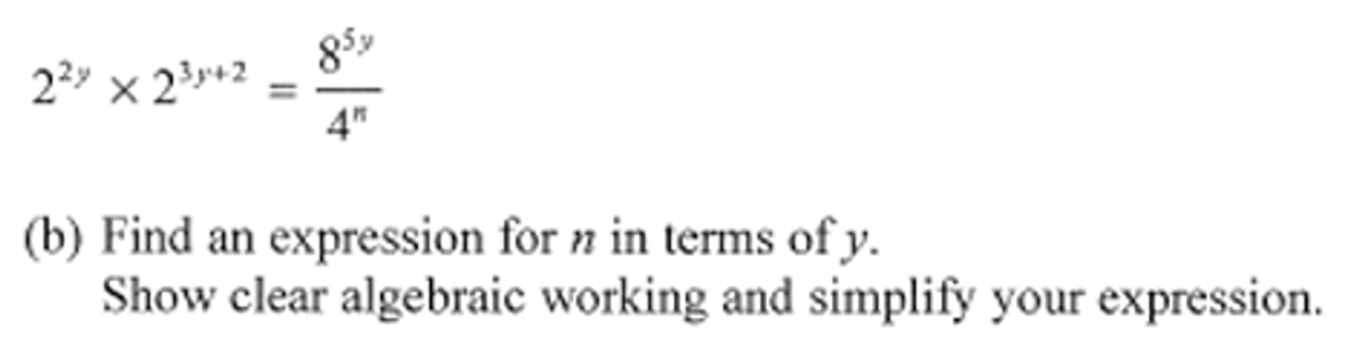 2^{2y} × 2^{3y+2} = \frac{8^{5y}}{4^n}
(b) Find an expression for n in terms of y.
Show clear algebraic working and simplify your expression.